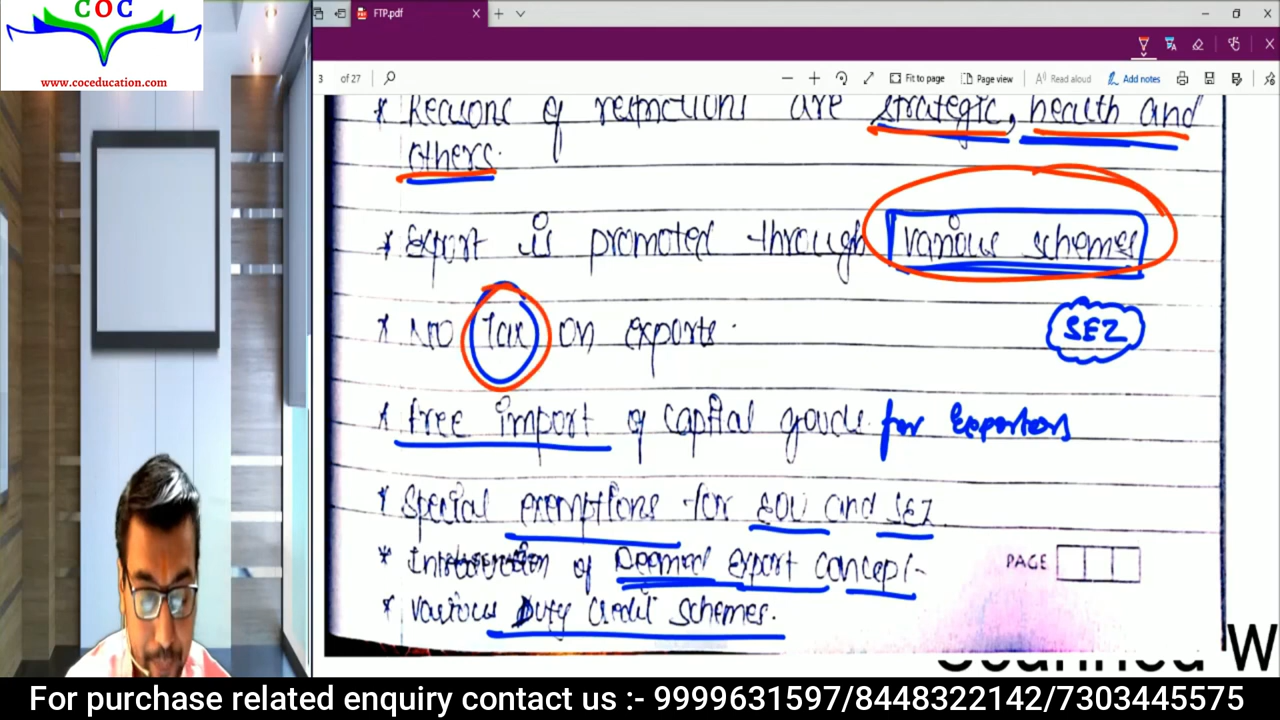 COC
www.coceducation.com
FTP.pdf
3 of 27
Fit to page
Page view
Read aloud
Add notes
* Reasons of restrictions are strategic, health and
others.
* Export is promoted through various schemes
* NO Tax on exports.
SEZ
* free import of capital goods for Exporters
* Special exemptions for EOU and SEZ
* of Deemed Export concept
PAGE
* Various Duty Credit schemes.
Scanned W
For purchase related enquiry contact us :- 9999631597/8448322142/7303445575